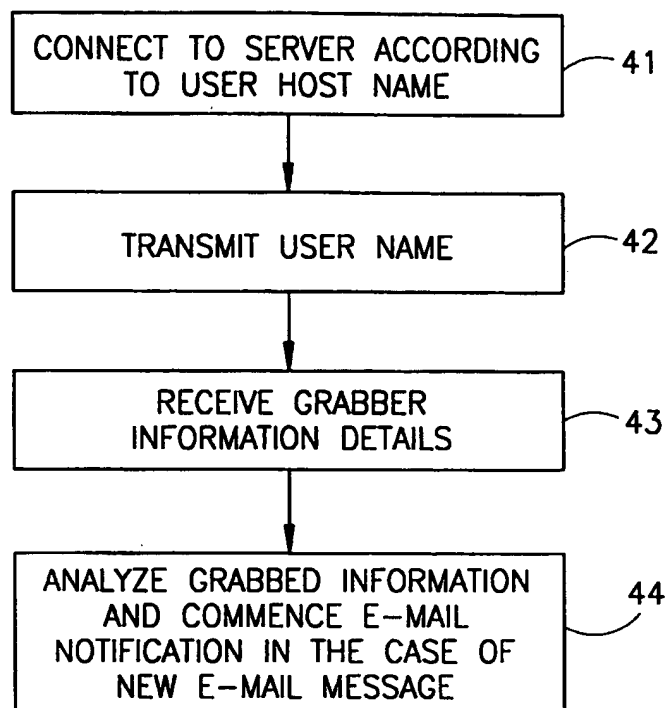 CONNECT TO SERVER ACCORDING
TO USER HOST NAME
41
TRANSMIT USER NAME
42
RECEIVE GRABBER
INFORMATION DETAILS
43
ANALYZE GRABBED INFORMATION
AND COMMENCE E-MAIL
NOTIFICATION IN THE CASE OF
NEW E-MAIL MESSAGE
44